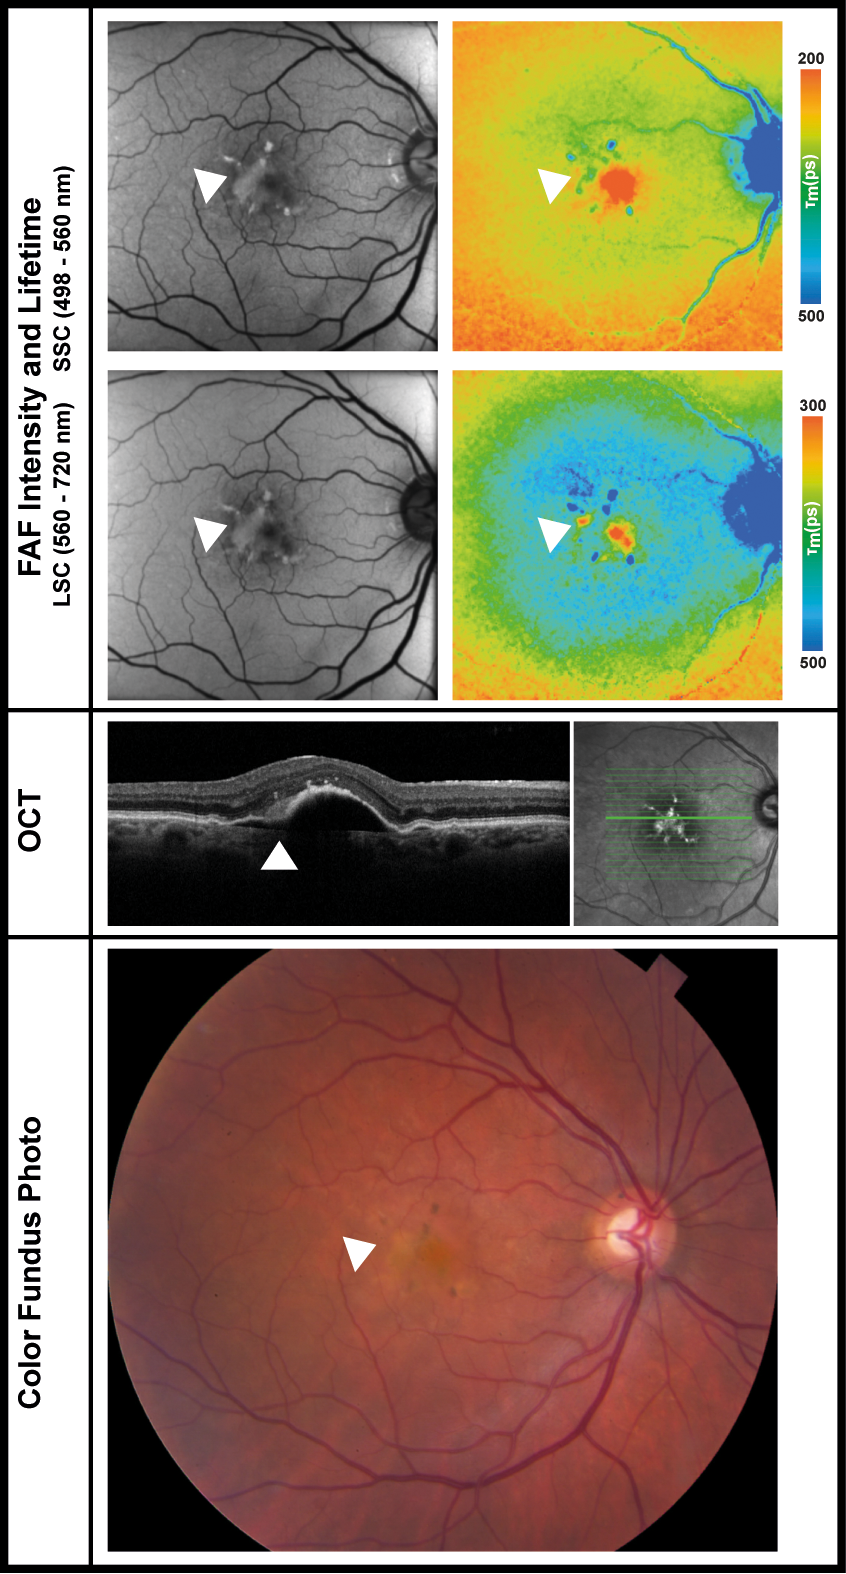 FAF Intensity and Lifetime
SSC (498 - 560 nm)
LSC (560 - 720 nm)
200
τm(ps)
500
300
τm(ps)
500
OCT
Color Fundus Photo